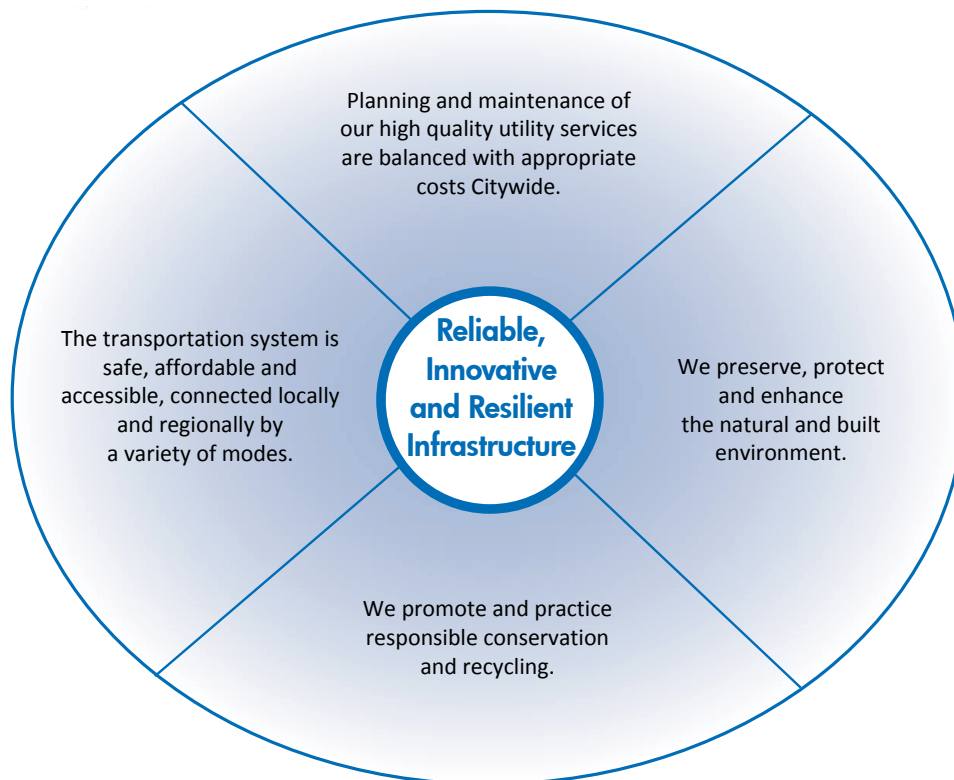 Planning and maintenance of
our high quality utility services
are balanced with appropriate
costs Citywide.
The transportation system is
safe, affordable and
accessible, connected locally
and regionally by
a variety of modes.
Reliable,
Innovative
and Resilient
Infrastructure
We preserve, protect
and enhance
the natural and built
environment.
We promote and practice
responsible conservation
and recycling.